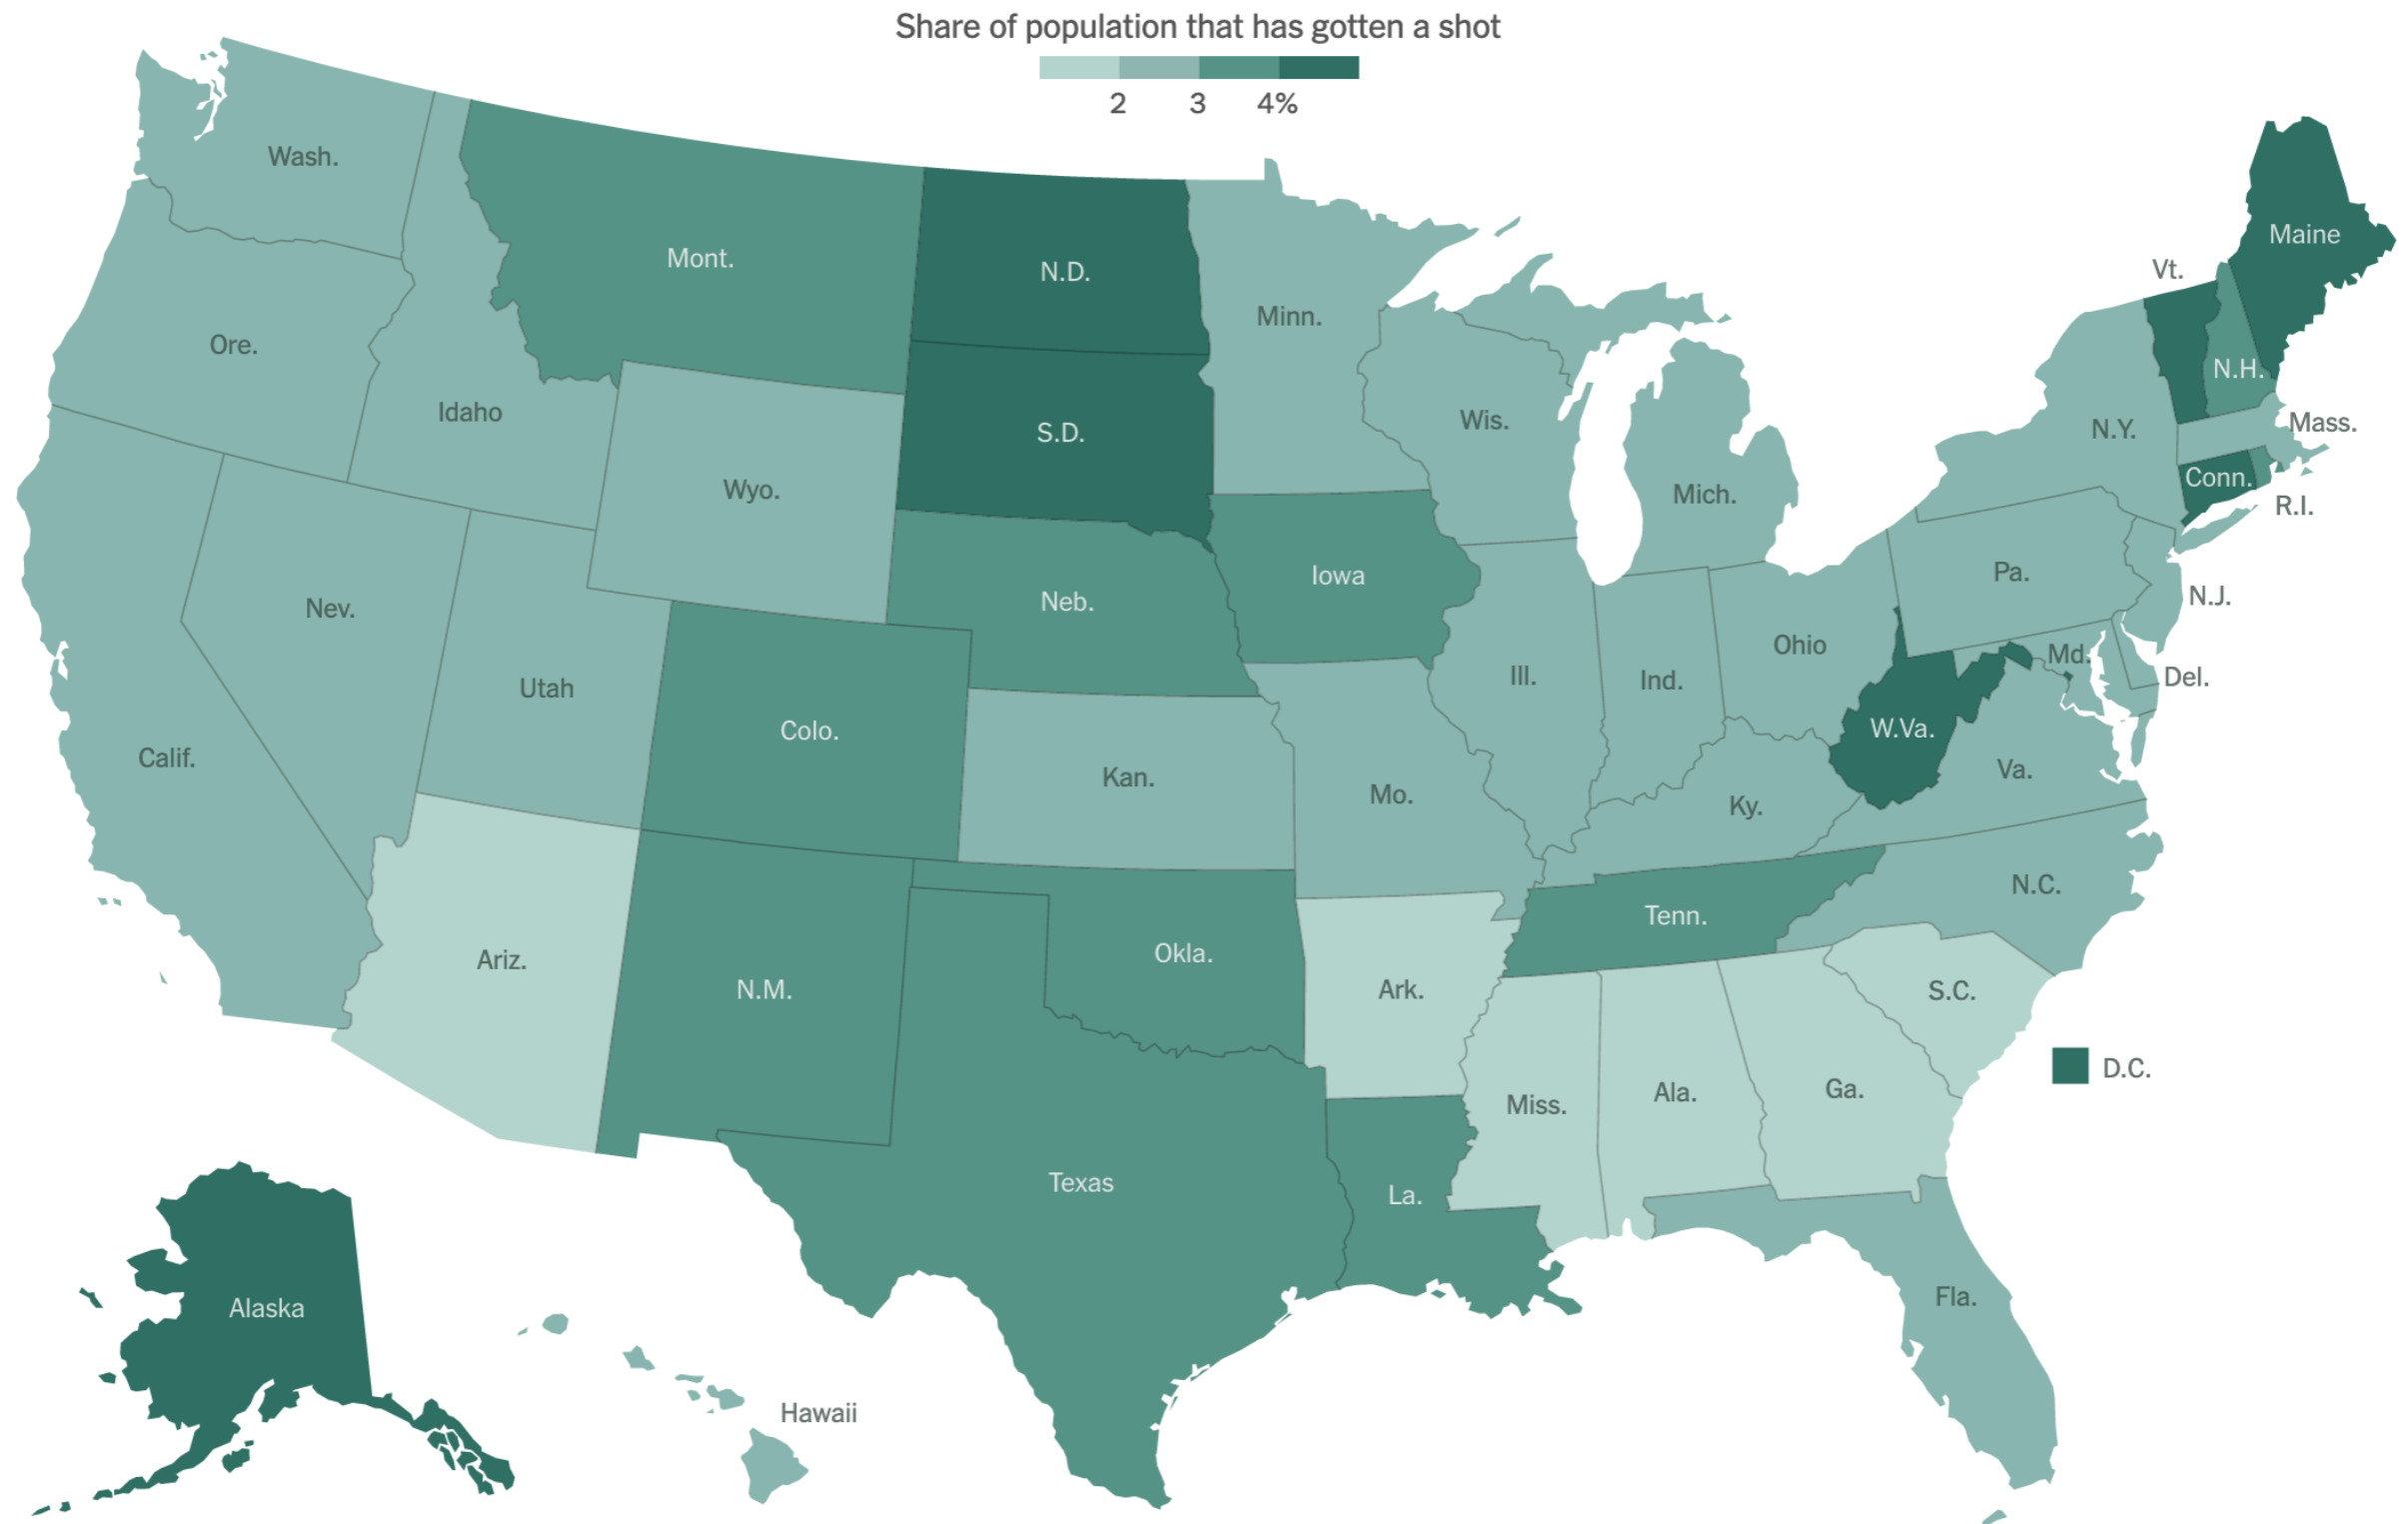 Share of population that has gotten a shot
2 3 4%
Wash.
Mont.
N.D.
Minn.
Maine
Vt.
Ore.
Idaho
S.D.
Wis.
N.H.
Mass.
N.Y.
Wyo.
Mich.
Conn.
R.I.
Nev.
Neb.
Iowa
Pa.
N.J.
Utah
Colo.
Ill.
Ind.
Ohio
Md.
Del.
Calif.
Kan.
Mo.
Ky.
W.Va.
Va.
Ariz.
N.M.
Okla.
Ark.
Tenn.
N.C.
S.C.
D.C.
Miss.
Ala.
Ga.
Texas
La.
Fla.
Alaska
Hawaii